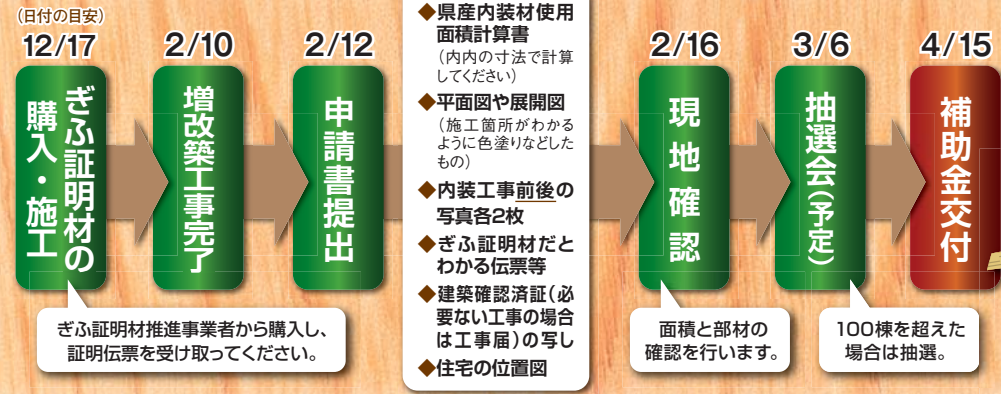 (日付の目安)
12/17
ぎふ証明材の
購入・施工
ぎふ証明材推進事業者から購入し、
証明伝票を受け取ってください。
2/10
増改築工事完了
2/12
申請書提出
◆県産内装材使用
面積計算書
(内内の寸法で計算
してください)
◆平面図や展開図
(施工箇所がわかる
ように色塗りなどした
もの)
◆内装工事前後の
写真各2枚
◆ぎふ証明材だと
わかる伝票等
◆建築確認済証(必
要ない工事の場合
は工事届)の写し
◆住宅の位置図
2/16
現地確認
面積と部材の
確認を行います。
3/6
抽選会(予定)
100棟を超えた
場合は抽選。
4/15
補助金交付